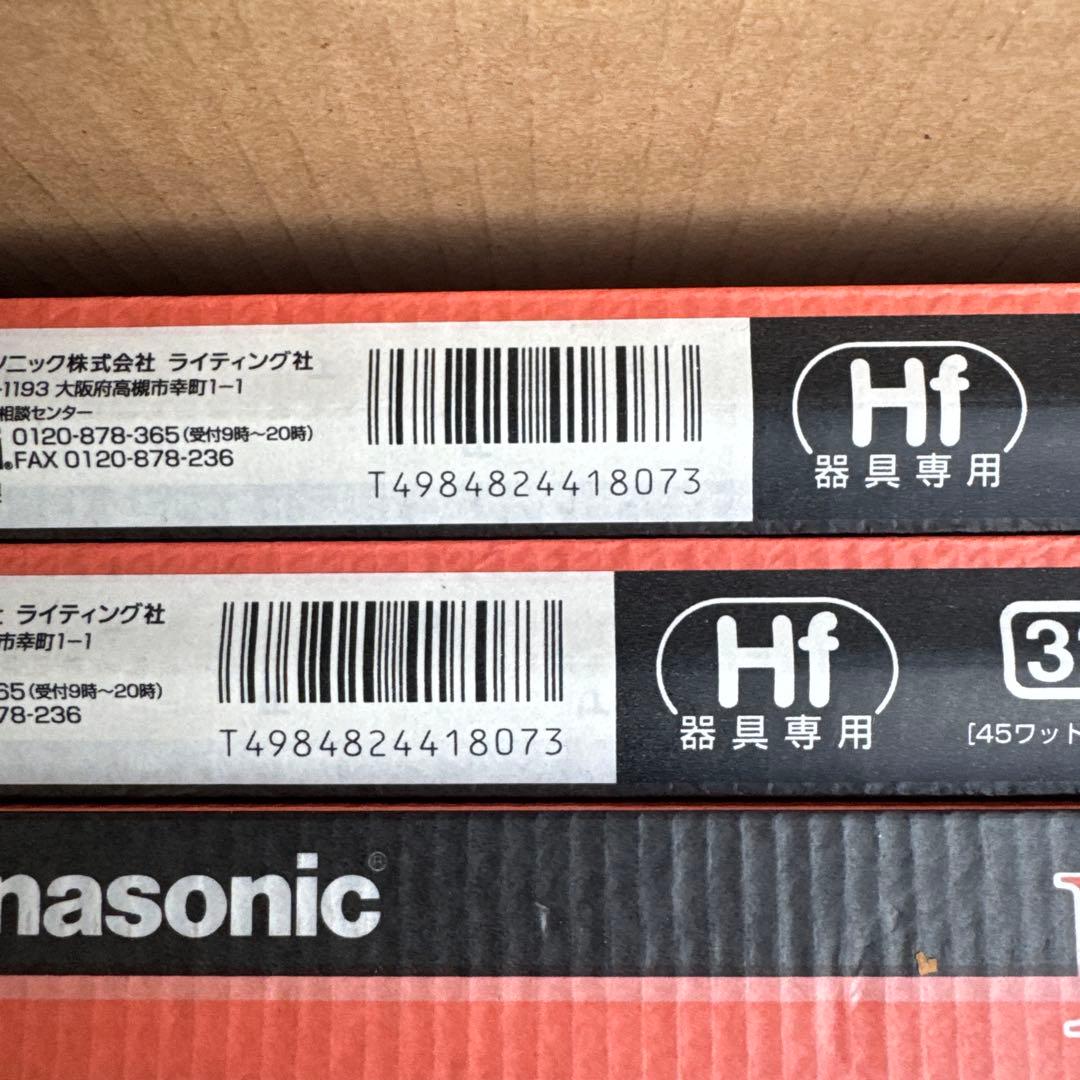 ソニック株式会社 ライティング社
-1193 大阪府高槻市幸町1-1
相談センター
0120-878-365(受付9時～20時)
FAX 0120-878-236
T4984824418073
Hf
器具専用
ライティング社
市幸町1-1
65(受付9時～20時)
78-236
T4984824418073
Hf
器具専用
[45ワット
nasonic®